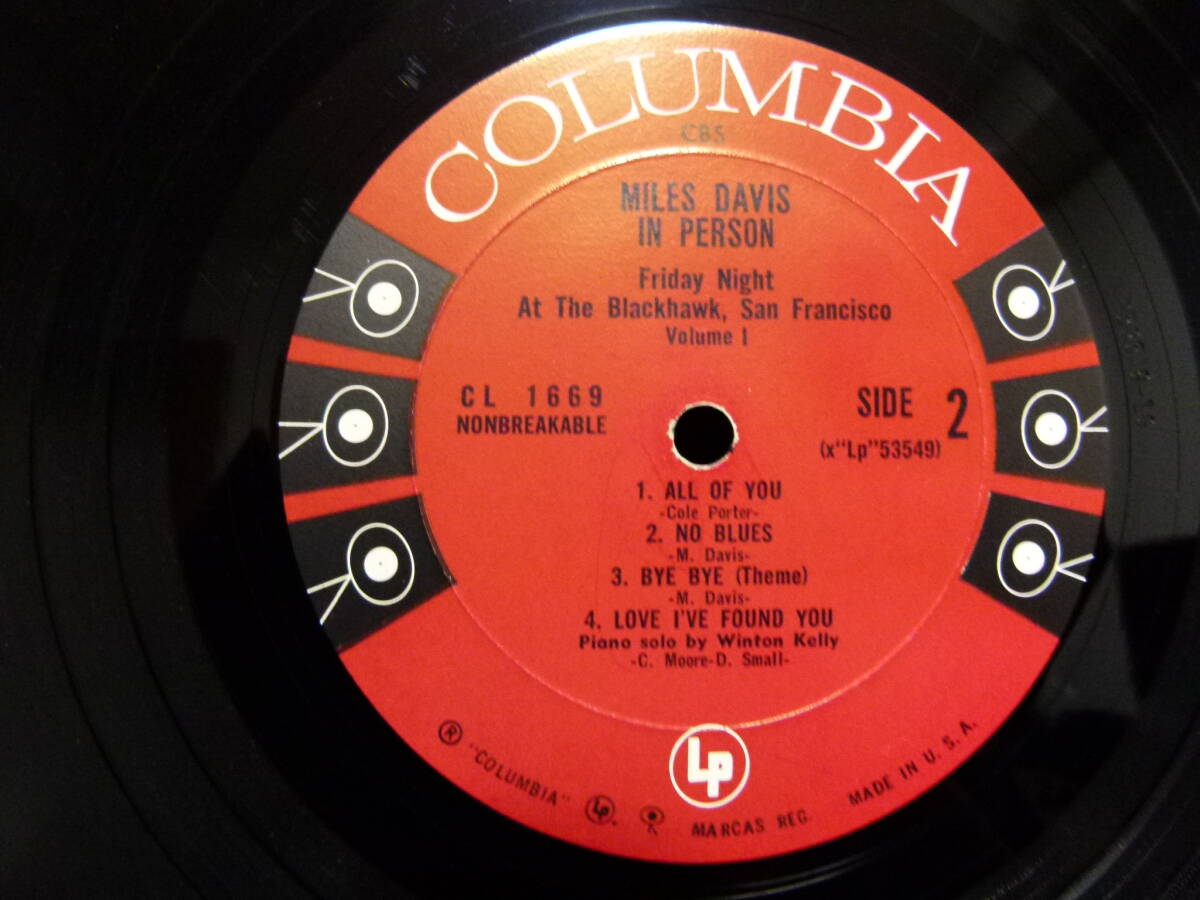 COLUMBIA
CBS
MILES DAVIS
IN PERSON
Friday Night
At The Blackhawk, San Francisco
Volume I
CL 1669
NONBREAKABLE
SIDE 2
(x"Lp"53549)
1. ALL OF YOU
-Cole Porter-
2. NO BLUES
-M. Davis-
3. BYE BYE (Theme)
-M. Davis-
4. LOVE I'VE FOUND YOU
Piano solo by Winton Kelly
-C. Moore-D. Small-
Lp
® "COLUMBIA" Lp. MARCAS REG. MADE IN U. S. A.